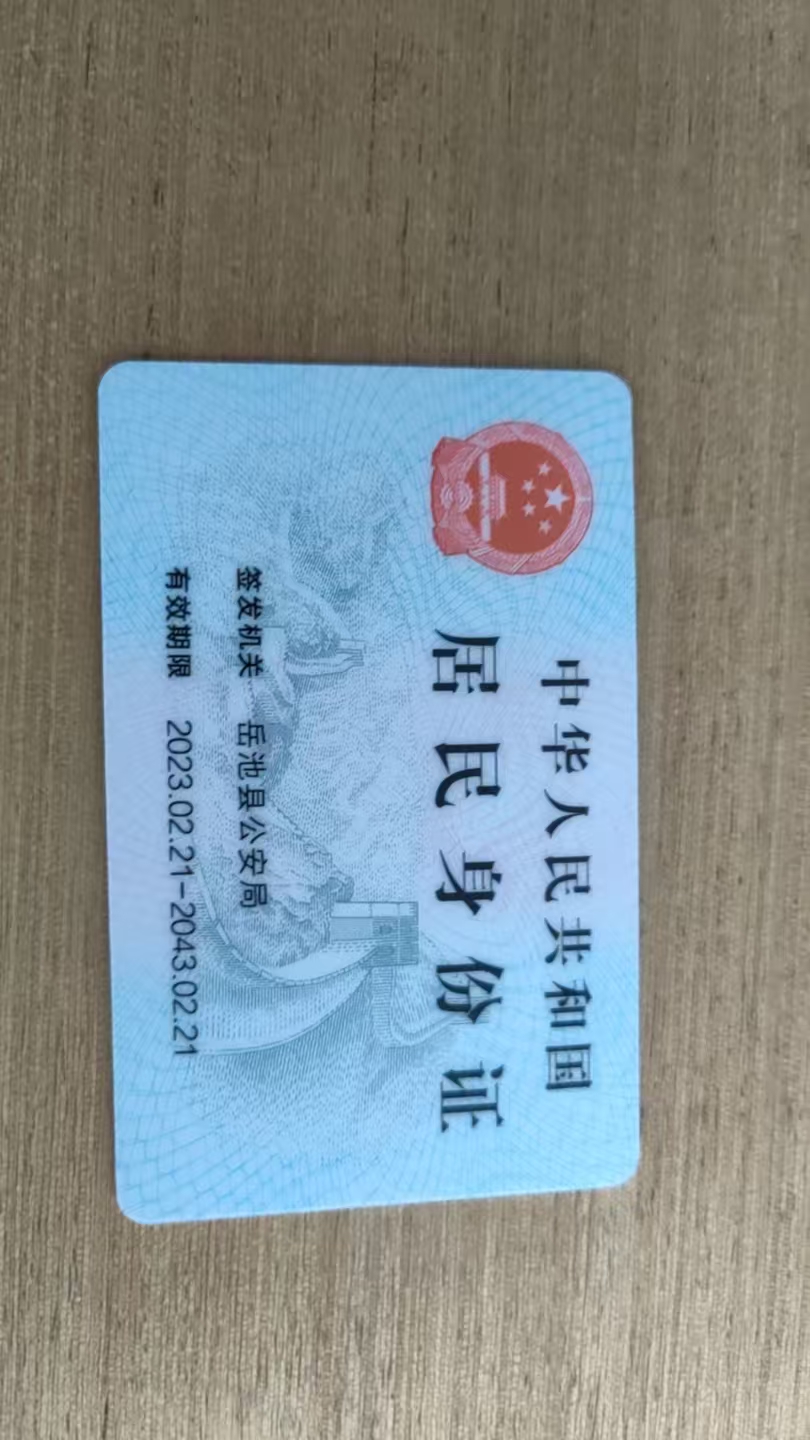 中华人民共和国
居民身份证
签发机关 岳池县公安局
有效期限 2023.02.21-2043.02.21